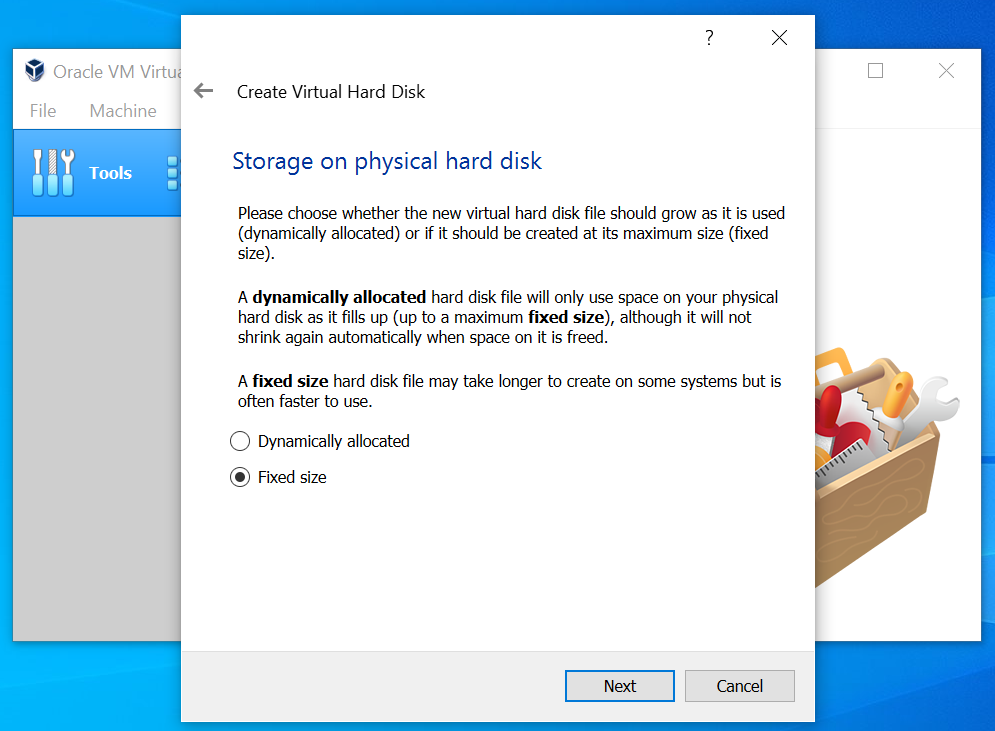 ?
Oracle VM Virtua
Create Virtual Hard Disk
File Machine
Storage on physical hard disk
Tools
Please choose whether the new virtual hard disk file should grow as it is used
(dynamically allocated) or if it should be created at its maximum size (fixed
size).
A dynamically allocated hard disk file will only use space on your physical
hard disk as it fills up (up to a maximum fixed size), although it will not
shrink again automatically when space on it is freed.
A fixed size hard disk file may take longer to create on some systems but is
often faster to use.
Dynamically allocated
Fixed size
Next Cancel